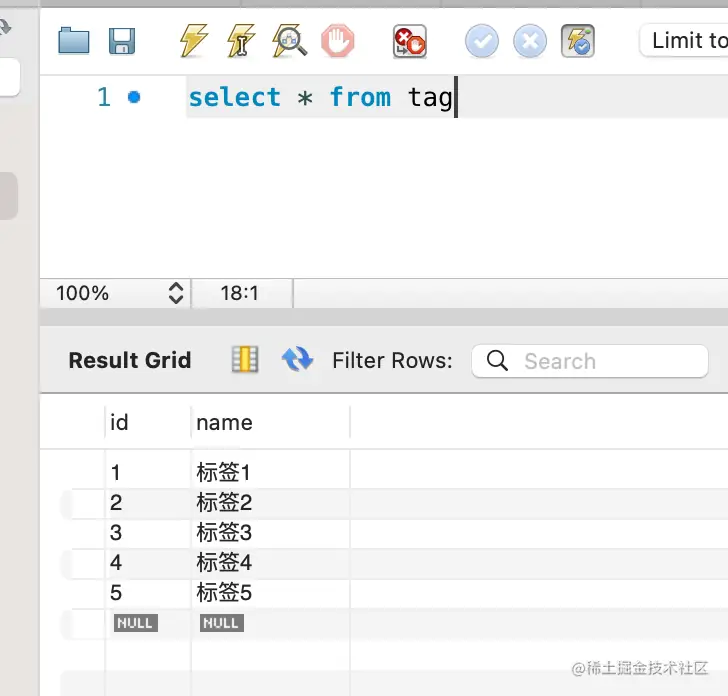 Limit to
1 select * from tag
100% 18:1
Result Grid Filter Rows: Search
id name
1 标签1
2 标签2
3 标签3
4 标签4
5 标签5
NULL NULL
@稀土掘金技术社区